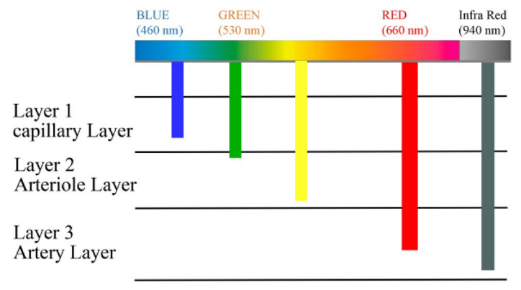 BLUE
(460 nm)
GREEN
(530 nm)
RED
(660 nm)
Infra Red
(940 nm)
Layer 1
capillary Layer
Layer 2
Arteriole Layer
Layer 3
Artery Layer